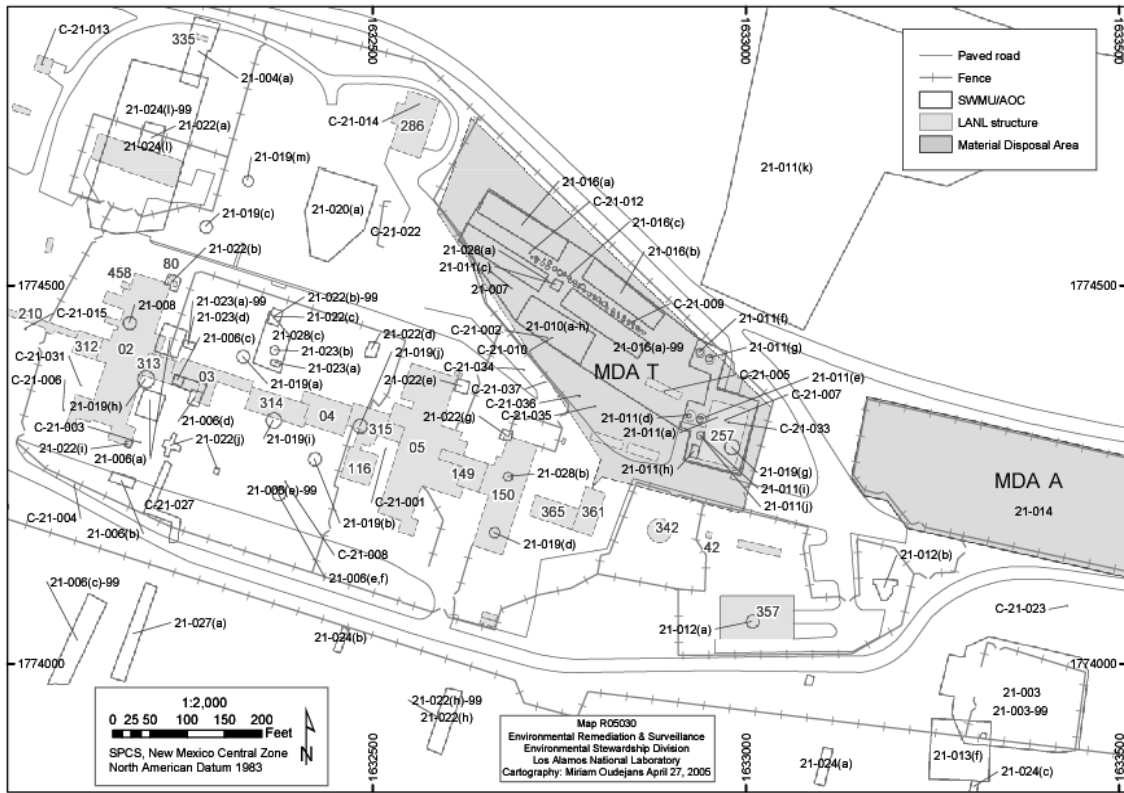 1632500
1633000
1633500
C-21-013
335
21-004(a)
21-024(l)-99
21-022(a)
21-024(l)
C-21-014
286
21-019(m)
21-020(a)
21-019(c)
C-21-022
Paved road
Fence
SWMU/AOC
LANL structure
Material Disposal Area
21-011(k)
21-016(a)
C-21-012
21-016(c)
21-016(b)
21-028(a)
21-011(c)
21-007
C-21-009
21-022(b)
458
80
1774500
1774500
210
C-21-015
21-008
21-023(a)-99
21-023(d)
21-006(c)
21-022(b)-99
21-022(c)
21-028(c)
21-023(b)
21-023(a)
21-022(d)
21-019(j)
C-21-002
C-21-010
21-010(a-h)
21-016(a)-99
21-011(f)
21-011(g)
312
02
C-21-031
C-21-006
313
03
21-019(a)
21-022(e)
C-21-034
C-21-037
C-21-036
C-21-035
MDA T
C-21-005
21-011(e)
C-21-007
21-019(h)
C-21-003
21-022(i)
21-006(a)
21-006(d)
21-022(j)
314
04
315
21-019(i)
05
21-022(g)
21-011(d)
21-011(a)
21-011(h)
257
C-21-033
21-019(g)
21-011(i)
21-011(j)
116
149
150
21-028(b)
365
361
MDA A
21-014
C-21-004
21-006(b)
C-21-027
21-006(e)-99
21-019(b)
C-21-001
C-21-008
21-006(e,f)
21-019(d)
342
42
21-012(b)
21-006(c)-99
21-027(a)
21-024(b)
357
21-012(a)
C-21-023
1774000
1774000
21-022(h)-99
21-022(h)
21-003
21-003-99
21-013(f)
21-024(a)
21-024(c)
1:2,000
0 25 50 100 150 200
Feet
N
SPCS, New Mexico Central Zone
North American Datum 1983
Map R05030
Environmental Remediation & Surveillance
Environmental Stewardship Division
Los Alamos National Laboratory
Cartography: Miriam Oudejans April 27, 2005
1632500
1633000